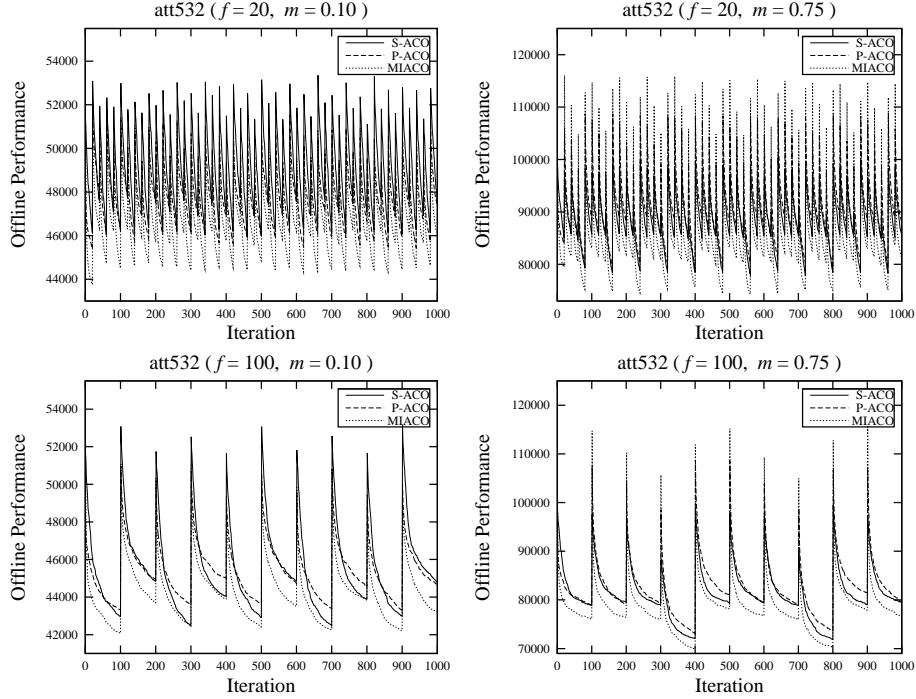 att532 ( f = 20, m = 0.10 )
Offline Performance
54000
52000
50000
48000
46000
44000
S-ACO
P-ACO
MIACO
0 100 200 300 400 500 600 700 800 900 1000
Iteration
att532 ( f = 20, m = 0.75 )
Offline Performance
120000
110000
100000
90000
80000
S-ACO
P-ACO
MIACO
0 100 200 300 400 500 600 700 800 900 1000
Iteration
att532 ( f = 100, m = 0.10 )
Offline Performance
54000
52000
50000
48000
46000
44000
42000
S-ACO
P-ACO
MIACO
0 100 200 300 400 500 600 700 800 900 1000
Iteration
att532 ( f = 100, m = 0.75 )
Offline Performance
120000
110000
100000
90000
80000
70000
S-ACO
P-ACO
MIACO
0 100 200 300 400 500 600 700 800 900 1000
Iteration